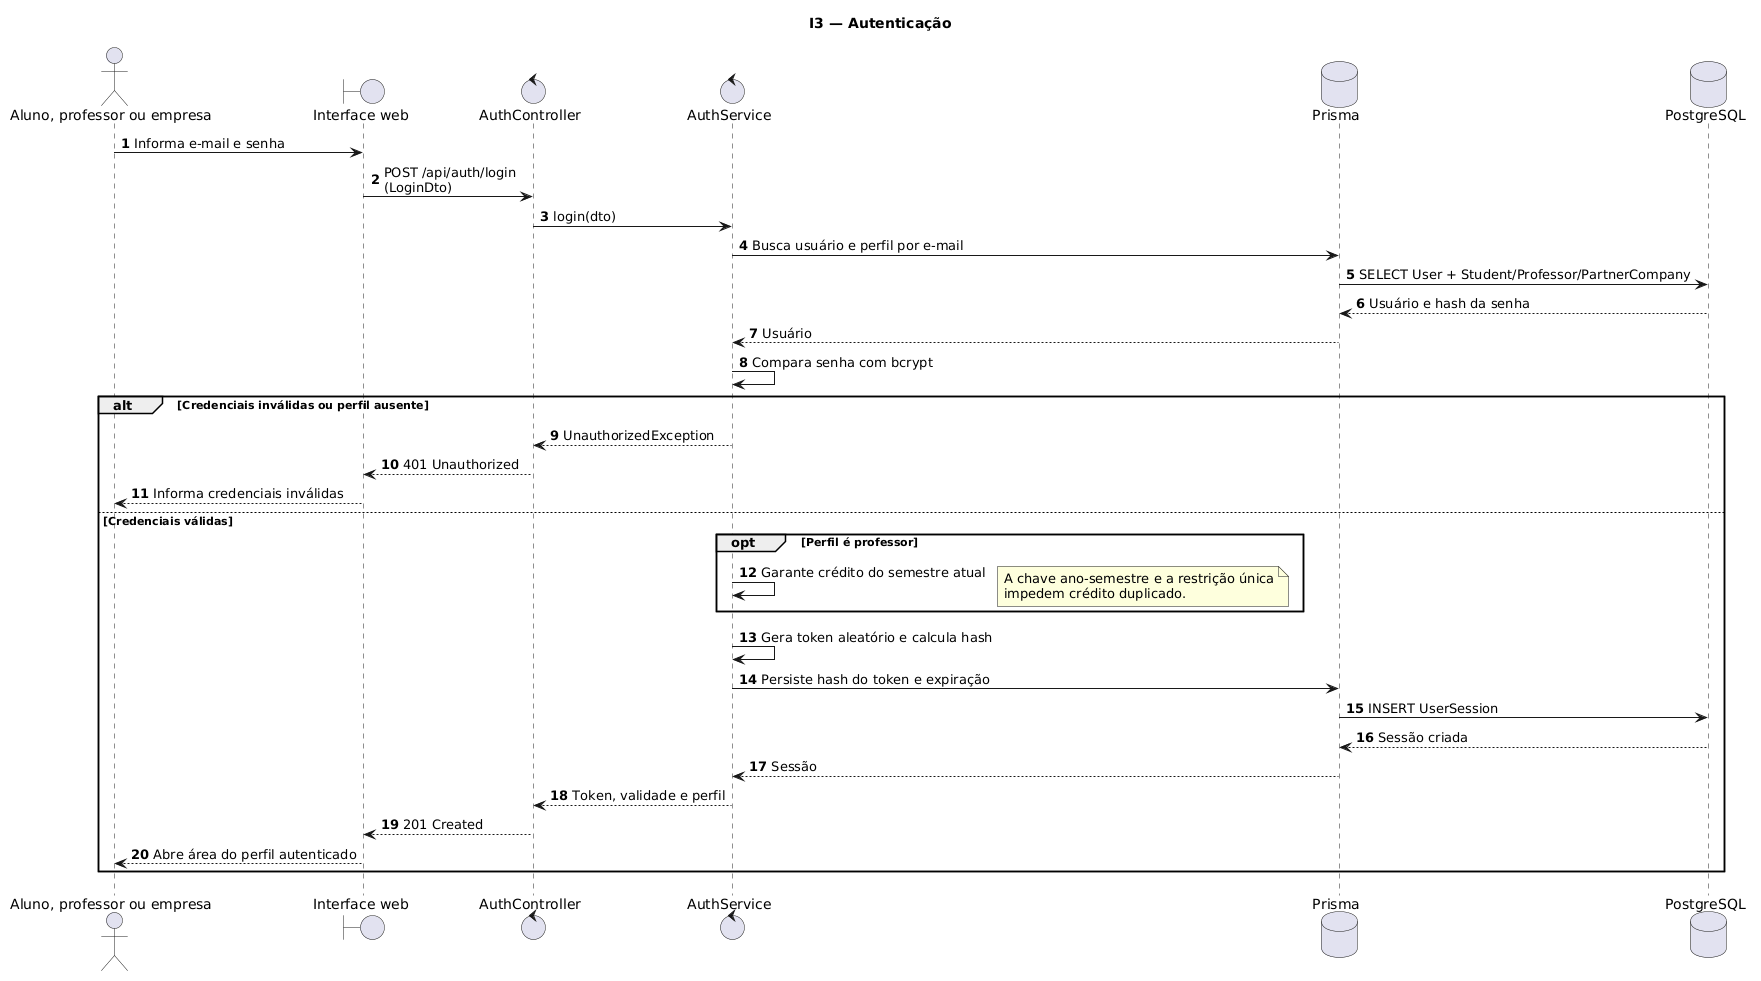 I3 — Autenticação
Aluno, professor ou empresa
Interface web
AuthController
AuthService
Prisma
PostgreSQL
1 Informa e-mail e senha
2 POST /api/auth/login
(LoginDto)
3 login(dto)
4 Busca usuário e perfil por e-mail
5 SELECT User + Student/Professor/PartnerCompany
6 Usuário e hash da senha
7 Usuário
8 Compara senha com bcrypt
alt [Credenciais inválidas ou perfil ausente]
9 UnauthorizedException
10 401 Unauthorized
11 Informa credenciais inválidas
[Credenciais válidas]
opt [Perfil é professor]
12 Garante crédito do semestre atual
A chave ano-semestre e a restrição única
impedem crédito duplicado.
13 Gera token aleatório e calcula hash
14 Persiste hash do token e expiração
15 INSERT UserSession
16 Sessão criada
17 Sessão
18 Token, validade e perfil
19 201 Created
20 Abre área do perfil autenticado
Aluno, professor ou empresa
Interface web
AuthController
AuthService
Prisma
PostgreSQL